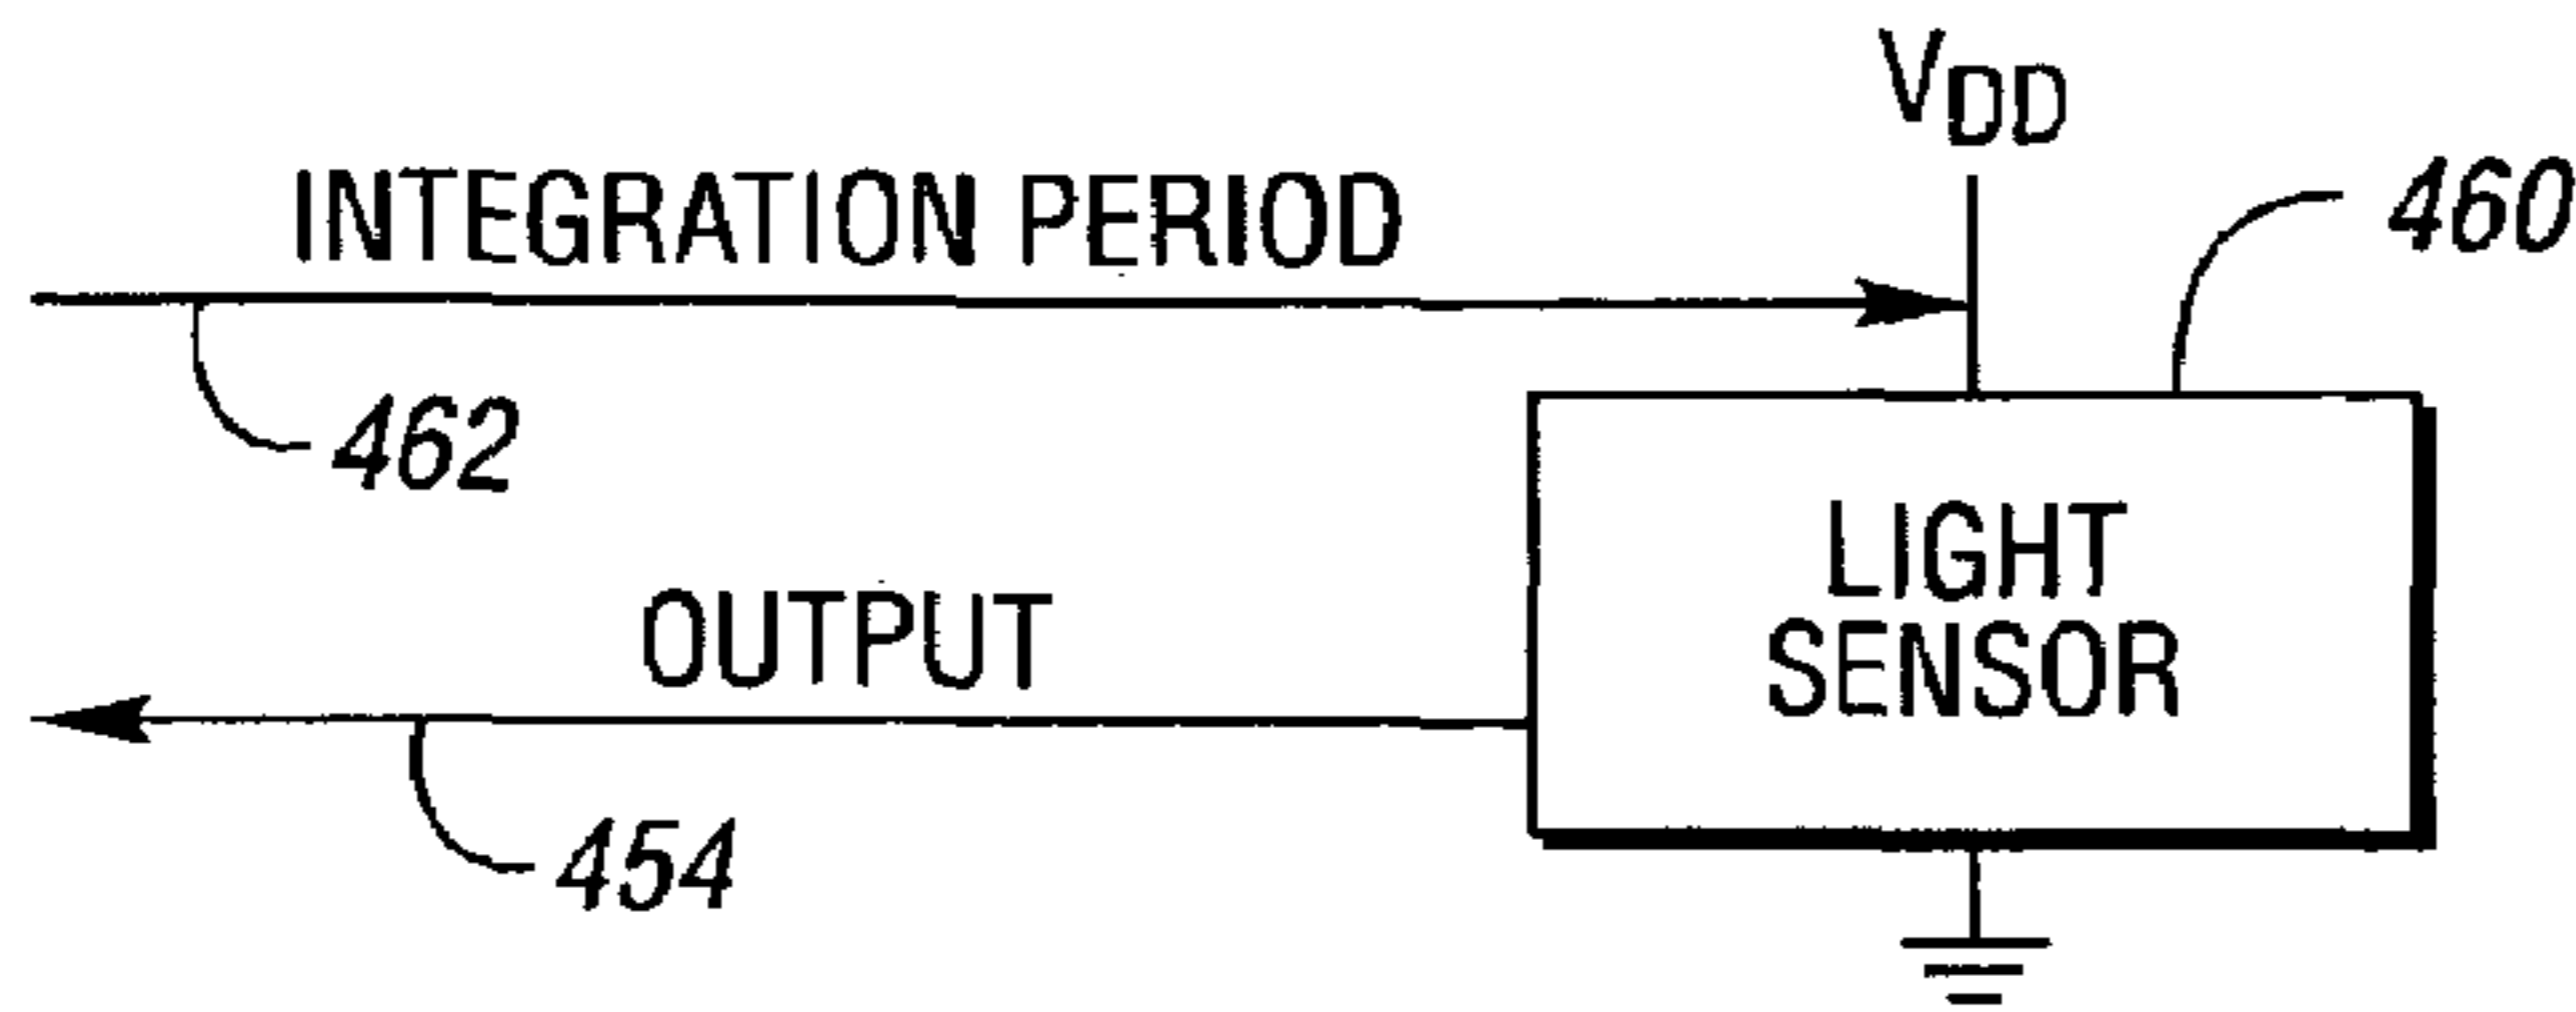 VDD
INTEGRATION PERIOD
460
462
LIGHT
SENSOR
OUTPUT
454